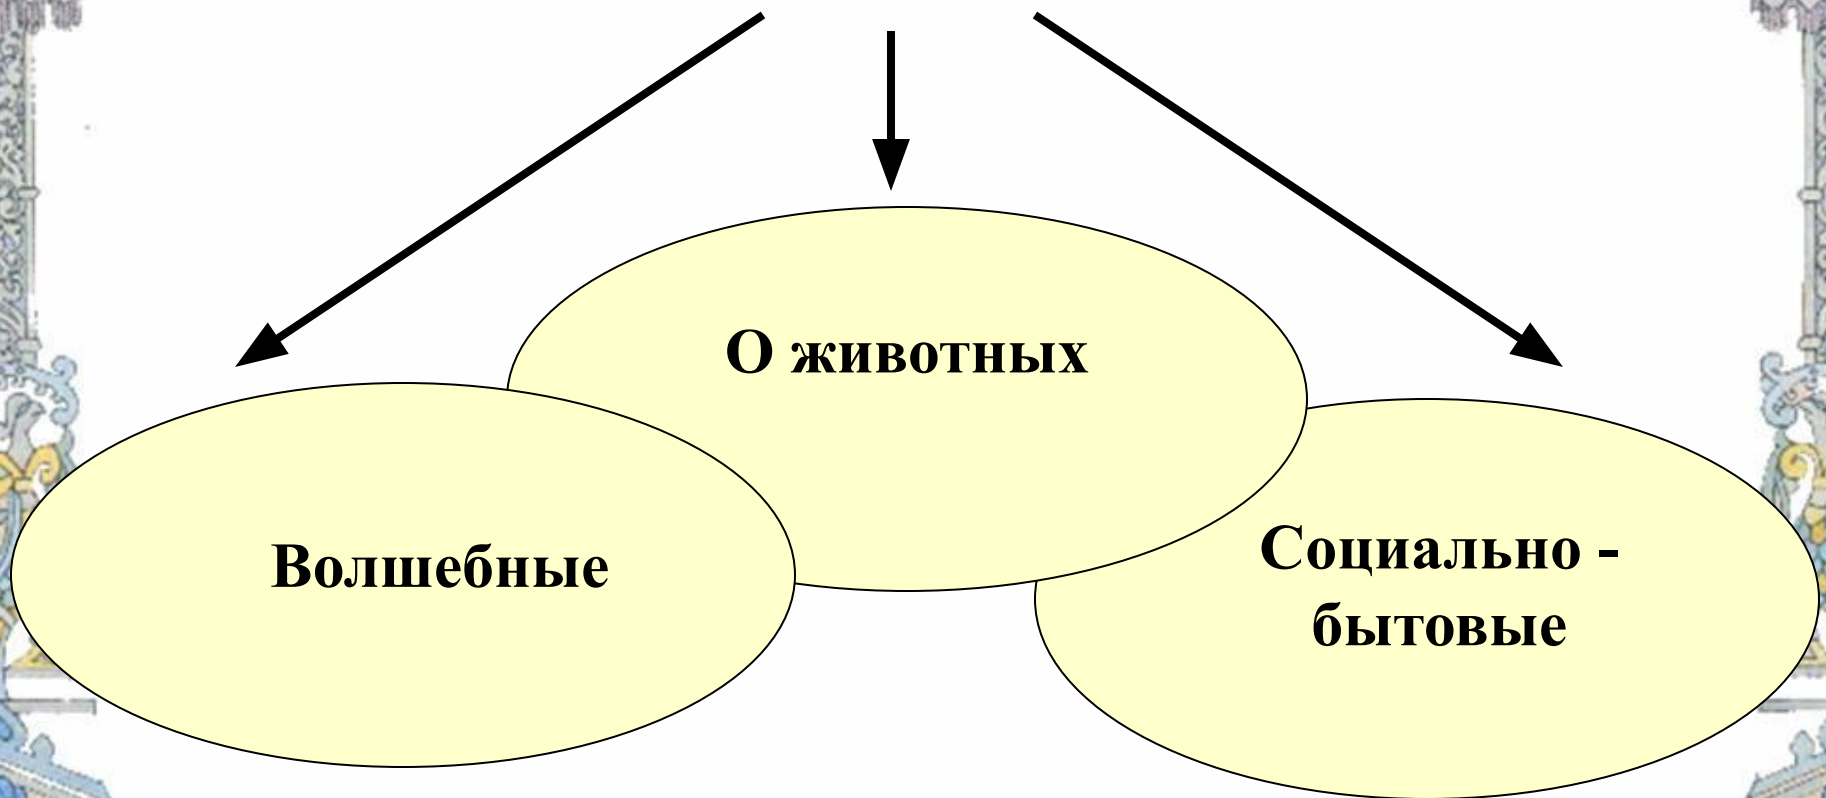 О животных
Волшебные
Социально -
бытовые